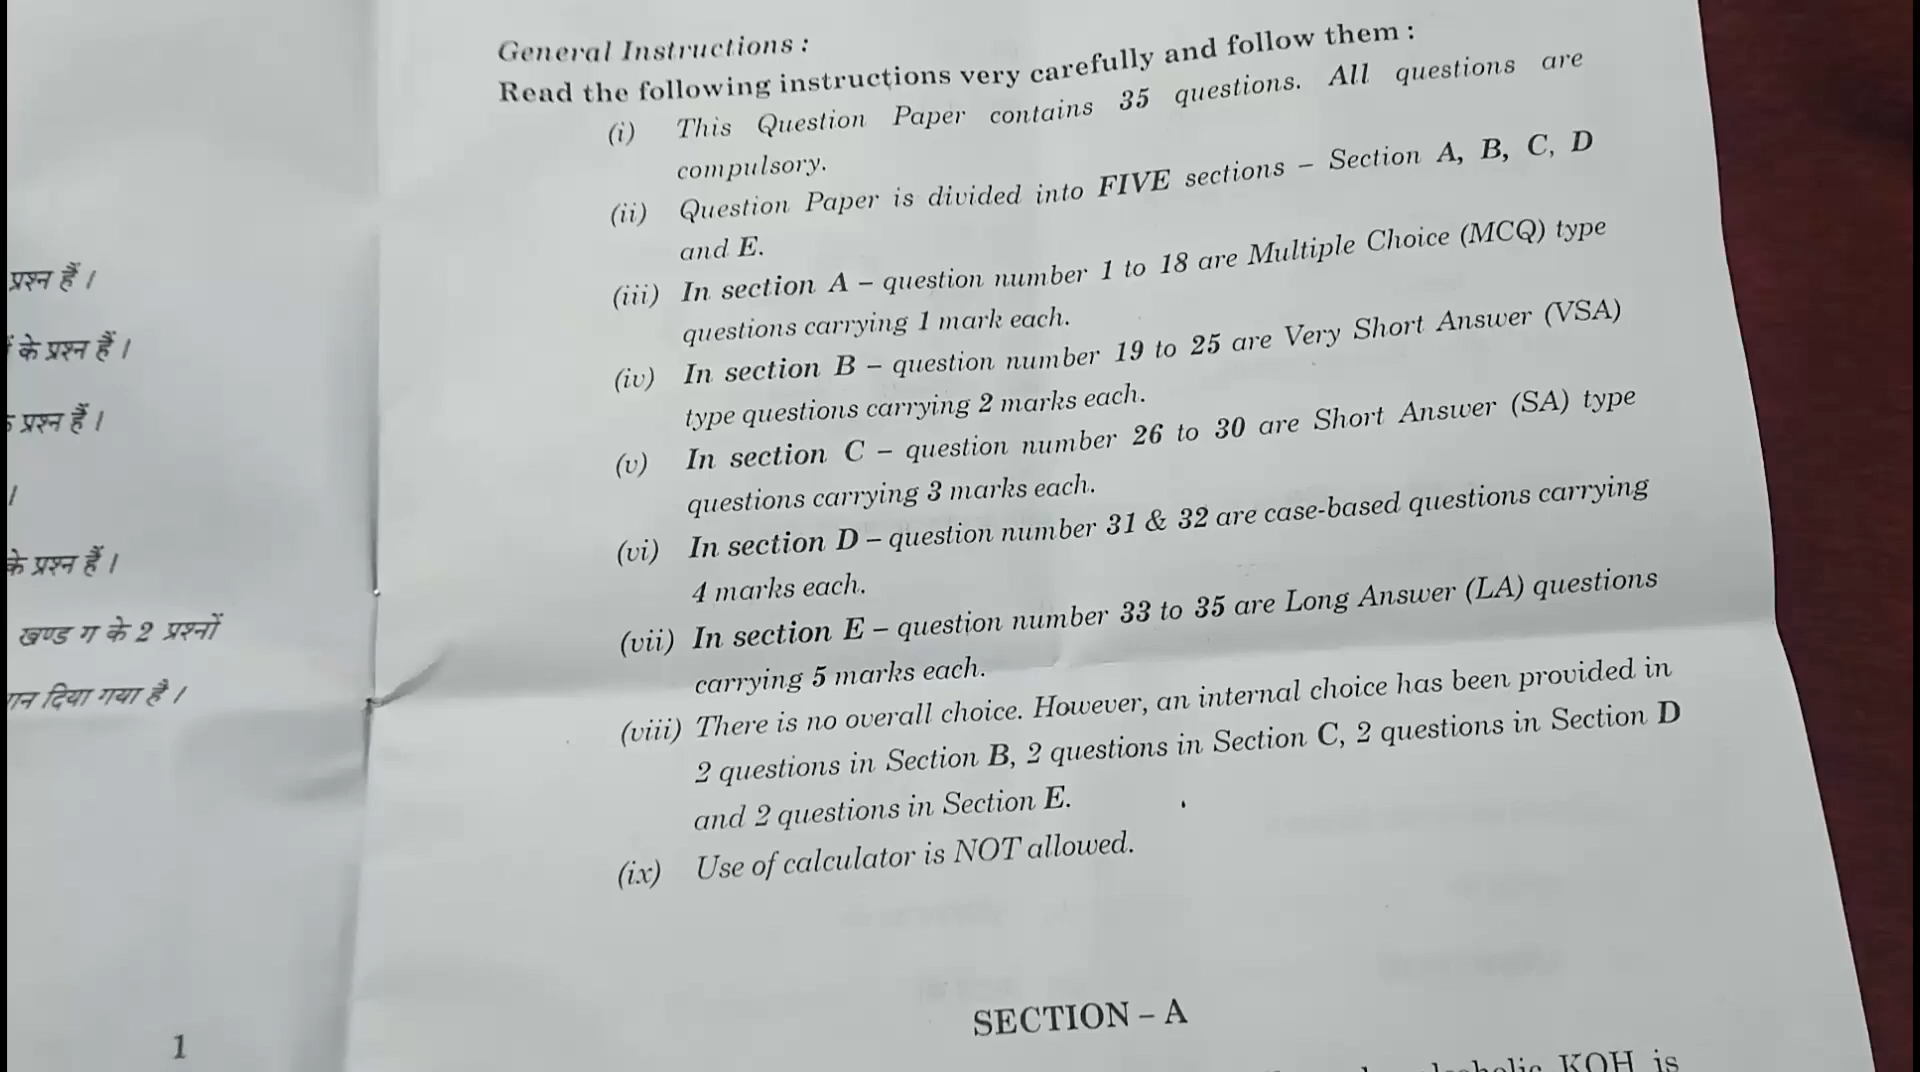 प्रश्न हैं ।
के प्रश्न हैं ।
प्रश्न हैं ।
।
के प्रश्न हैं ।
खण्ड ग के 2 प्रश्नों
दिया गया है ।
1
General Instructions :
Read the following instructions very carefully and follow them :
(i) This Question Paper contains 35 questions. All questions are
compulsory.
(ii) Question Paper is divided into FIVE sections – Section A, B, C, D
and E.
(iii) In section A – question number 1 to 18 are Multiple Choice (MCQ) type
questions carrying 1 mark each.
(iv) In section B – question number 19 to 25 are Very Short Answer (VSA)
type questions carrying 2 marks each.
(v) In section C – question number 26 to 30 are Short Answer (SA) type
questions carrying 3 marks each.
(vi) In section D – question number 31 & 32 are case-based questions carrying
4 marks each.
(vii) In section E – question number 33 to 35 are Long Answer (LA) questions
carrying 5 marks each.
(viii) There is no overall choice. However, an internal choice has been provided in
2 questions in Section B, 2 questions in Section C, 2 questions in Section D
and 2 questions in Section E.
(ix) Use of calculator is NOT allowed.
SECTION – A
KOH is